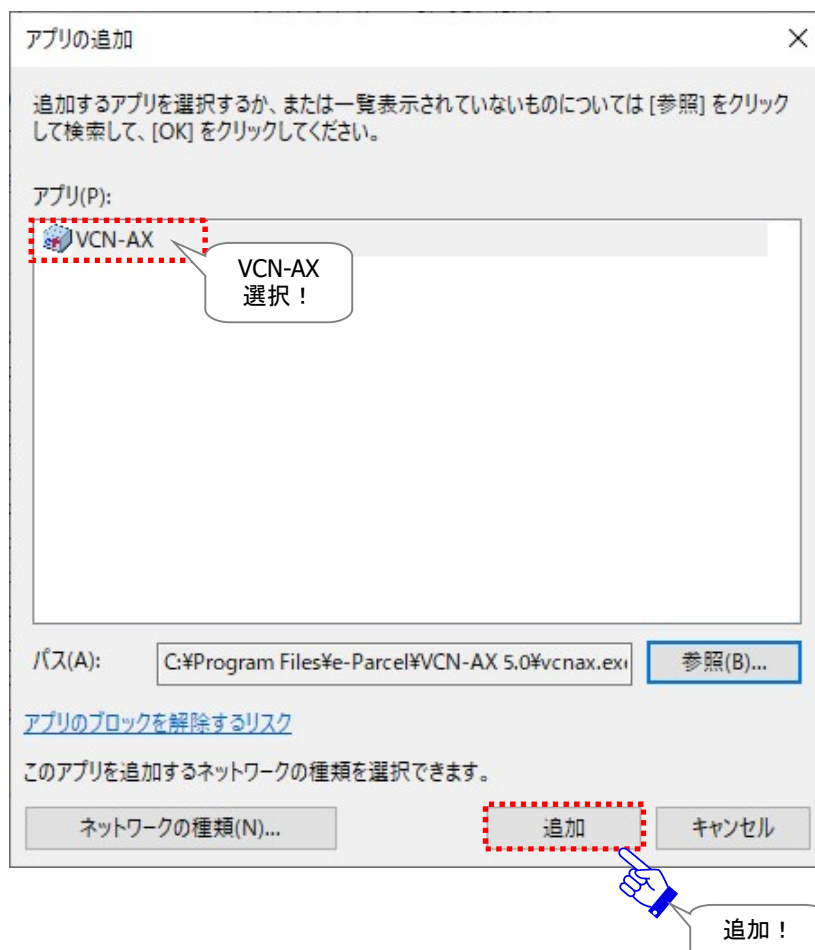 アプリの追加
追加するアプリを選択するか、または一覧表示されていないものについては [参照] をクリック
して検索して、[OK] をクリックしてください。
アプリ(P):
VCN-AX
VCN-AX
選択！
パス(A):
C:¥Program Files¥e-Parcel¥VCN-AX 5.0¥vcnax.ex
参照(B)...
アプリのブロックを解除するリスク
このアプリを追加するネットワークの種類を選択できます。
ネットワークの種類(N)...
追加
キャンセル
追加！